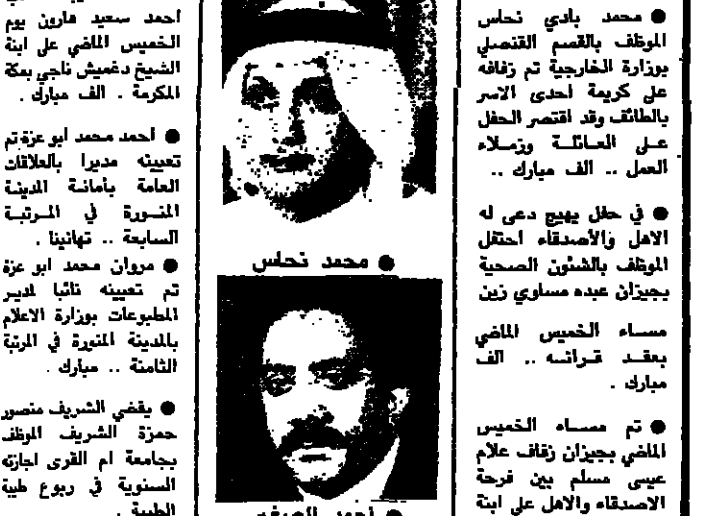 ● محمد بادي نحاس
الموظف بالقسم القنصلي
بوزارة الخارجية تم زفافه
على كريمة احدى الاسر
بالطائف وقد اقتصر الحفل
على العائلة وزملاء
العمل .. الف مبارك ..
● في حفل بهيج دعى له
الاهل والأصدقاء احتفل
الموظف بالشئون الصحية
بجيزان عبده مساوي زين
مساء الخميس الماضي
بعقد قرانه .. الف
مبارك .
● تم مساء الخميس
الماضي بجيزان زفاف علام
عيسى مسلم بين فرحة
الاصدقاء والاهل على ابنة
● محمد نحاس
● احمد
احمد سعيد هارون يوم
الخميس الماضي على ابنة
الشيخ دغميش ناجي بمكة
المكرمة . الف مبارك .
● احمد محمد ابو عزة تم
تعيينه مديرا بالعلاقات
العامة بأمانة المدينة
المنورة في المرتبة
السابعة .. تهانينا .
● مروان محمد ابو عزة
تم تعيينه نائبا لمدير
المطبوعات بوزارة الاعلام
بالمدينة المنورة في المرتبة
الثامنة .. مبارك .
● يقضي الشريف منصور
حمزة الشريف الموظف
بجامعة ام القرى اجازته
السنوية في ربوع طيبة
الطيبة .